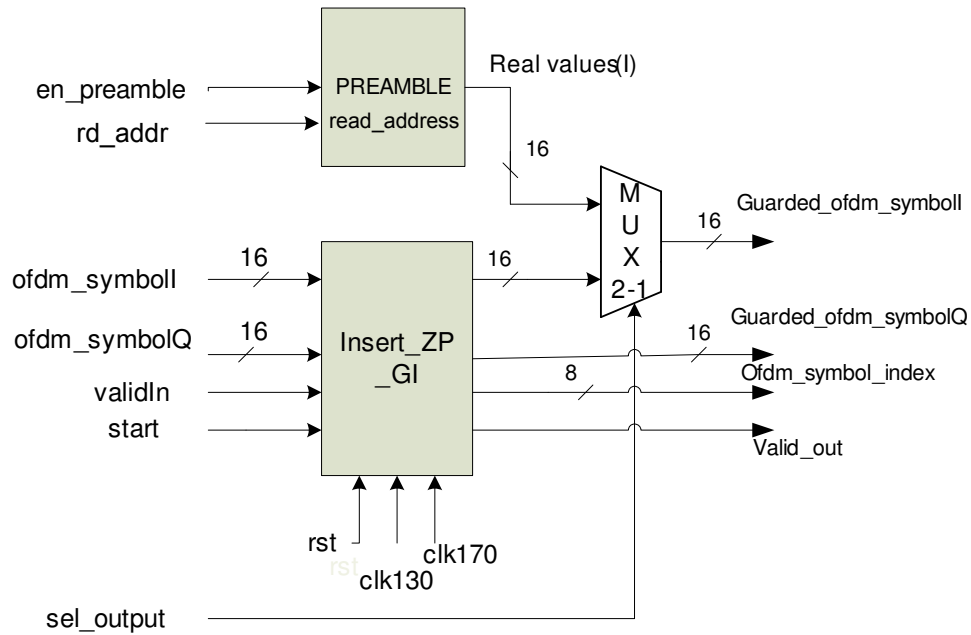 Real values(I)
en_preamble
PREAMBLE
rd_addr
read_address
16
M
U
X
2-1
Guarded_ofdm_symbolI
16
ofdm_symbolI
16
16
Guarded_ofdm_symbolQ
16
ofdm_symbolQ
16
Insert_ZP
_GI
validIn
8
Ofdm_symbol_index
start
Valid_out
rst
rst
clk130
clk170
sel_output